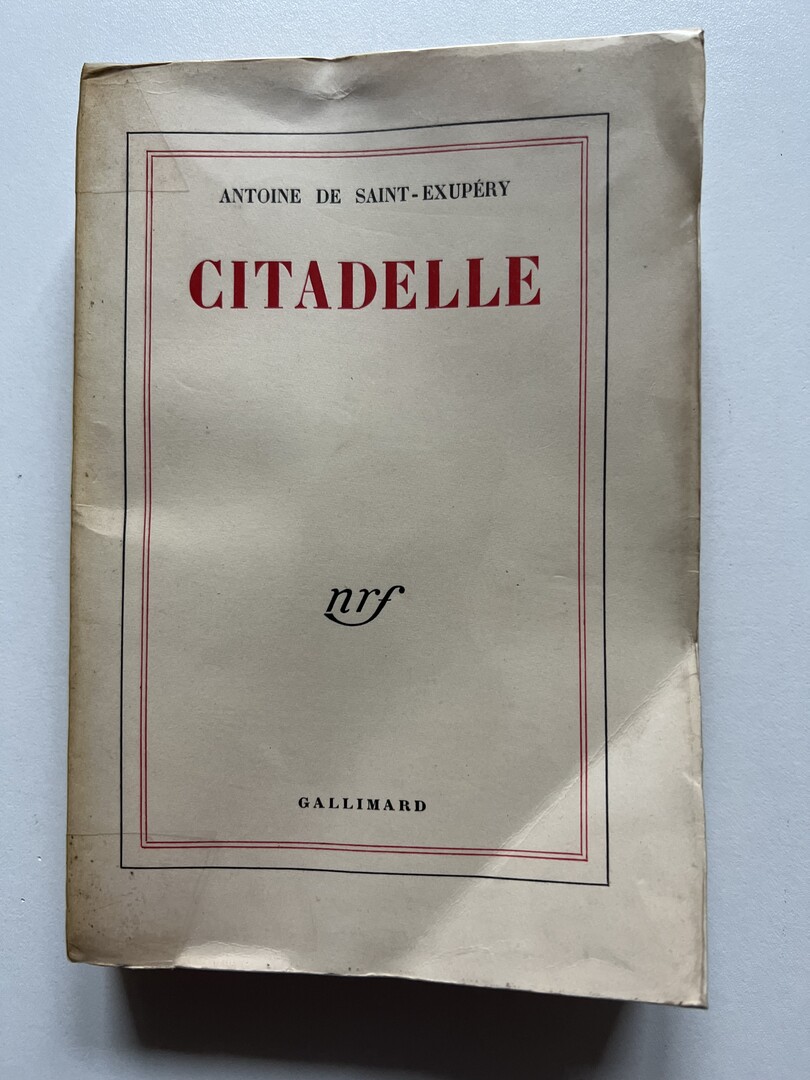 ANTOINE DE SAINT-EXUPÉRY
CITADELLE
nrf
GALLIMARD